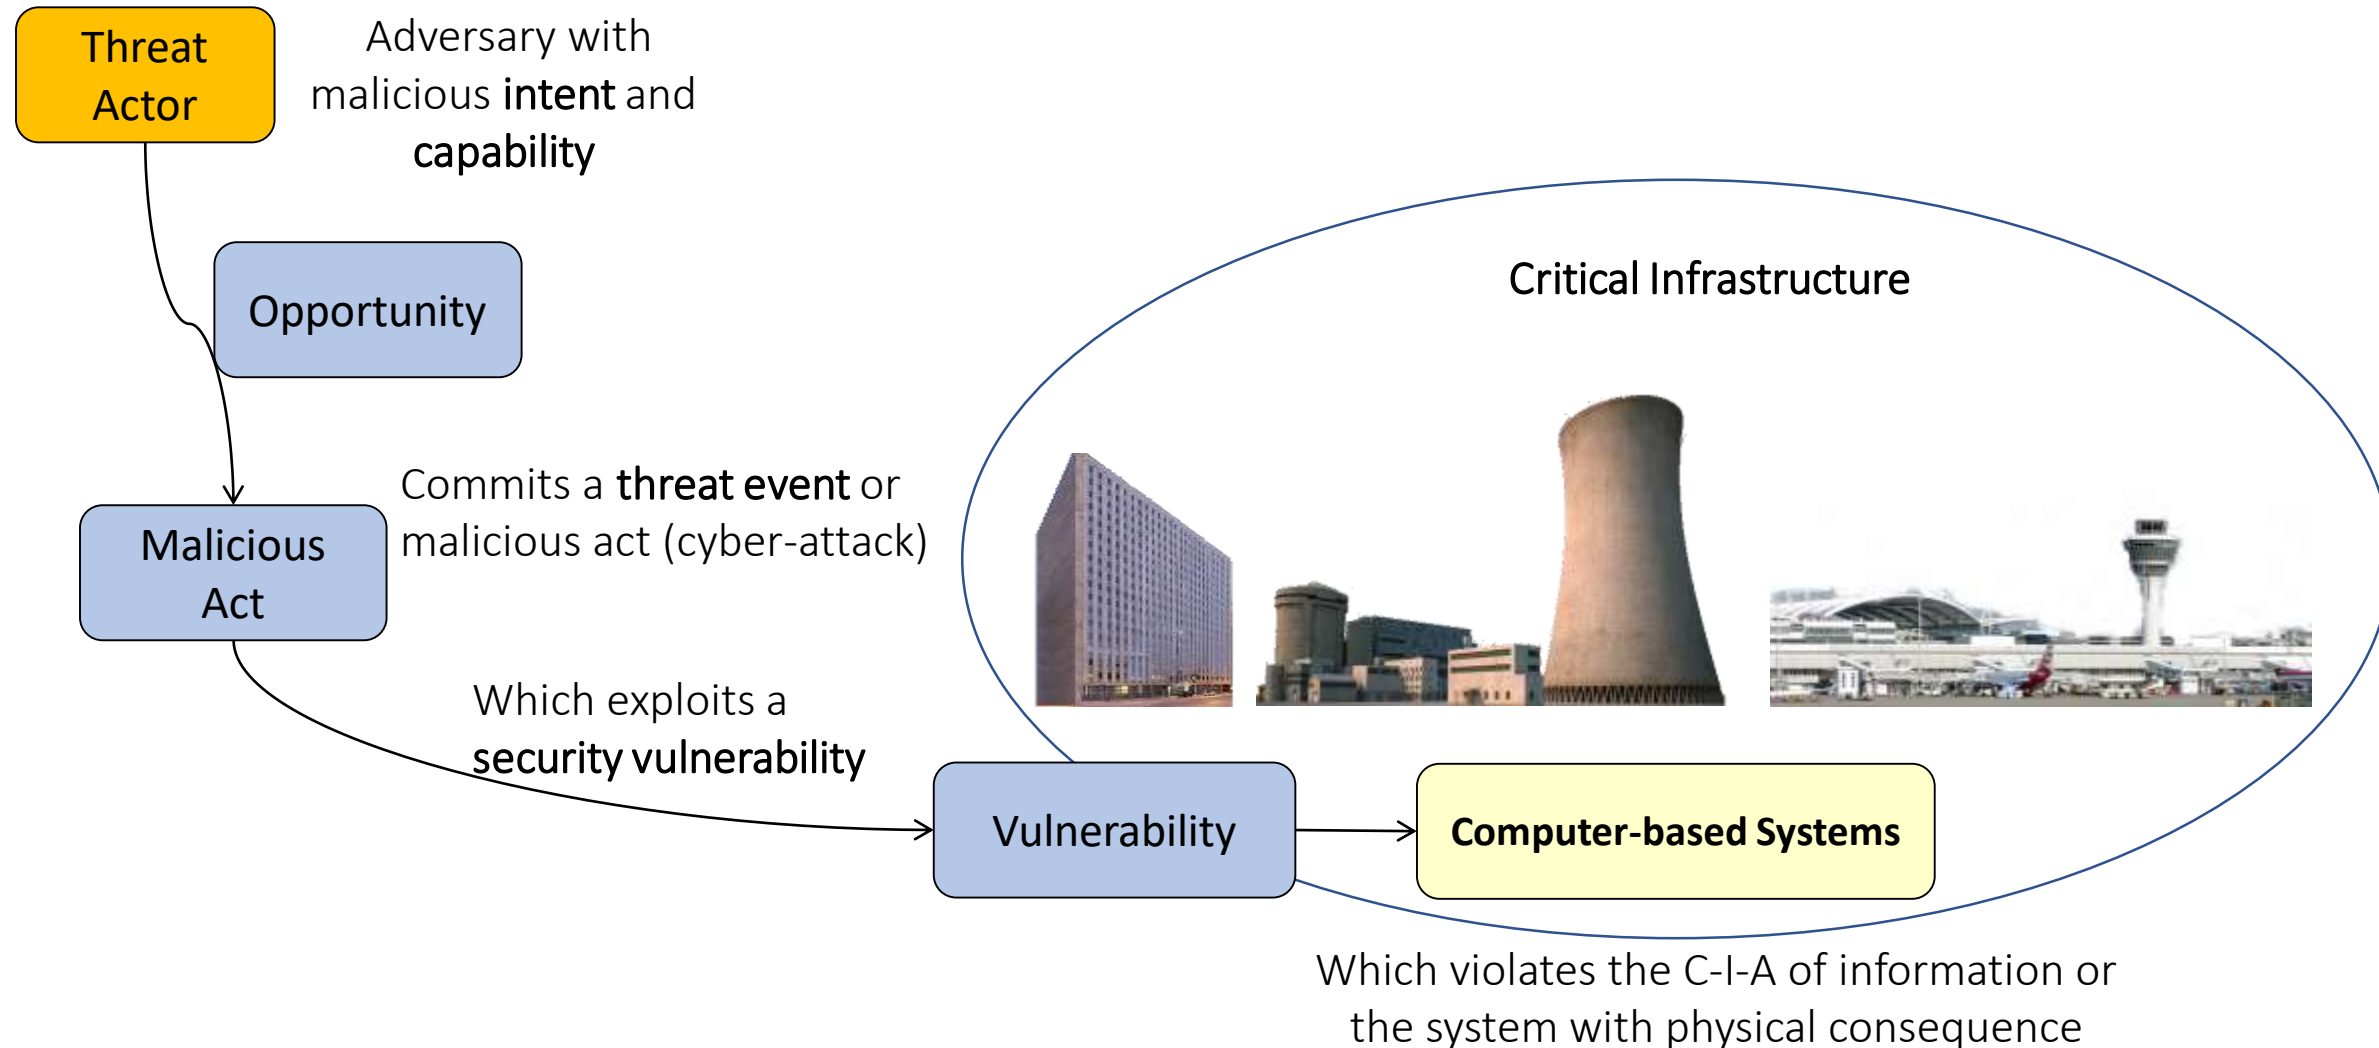 Threat
Actor
Adversary with
malicious intent and
capability
Opportunity
Critical Infrastructure
Commits a threat event or
malicious act (cyber-attack)
Malicious
Act
Which exploits a
security vulnerability
Vulnerability
Computer-based Systems
Which violates the C-I-A of information or
the system with physical consequence